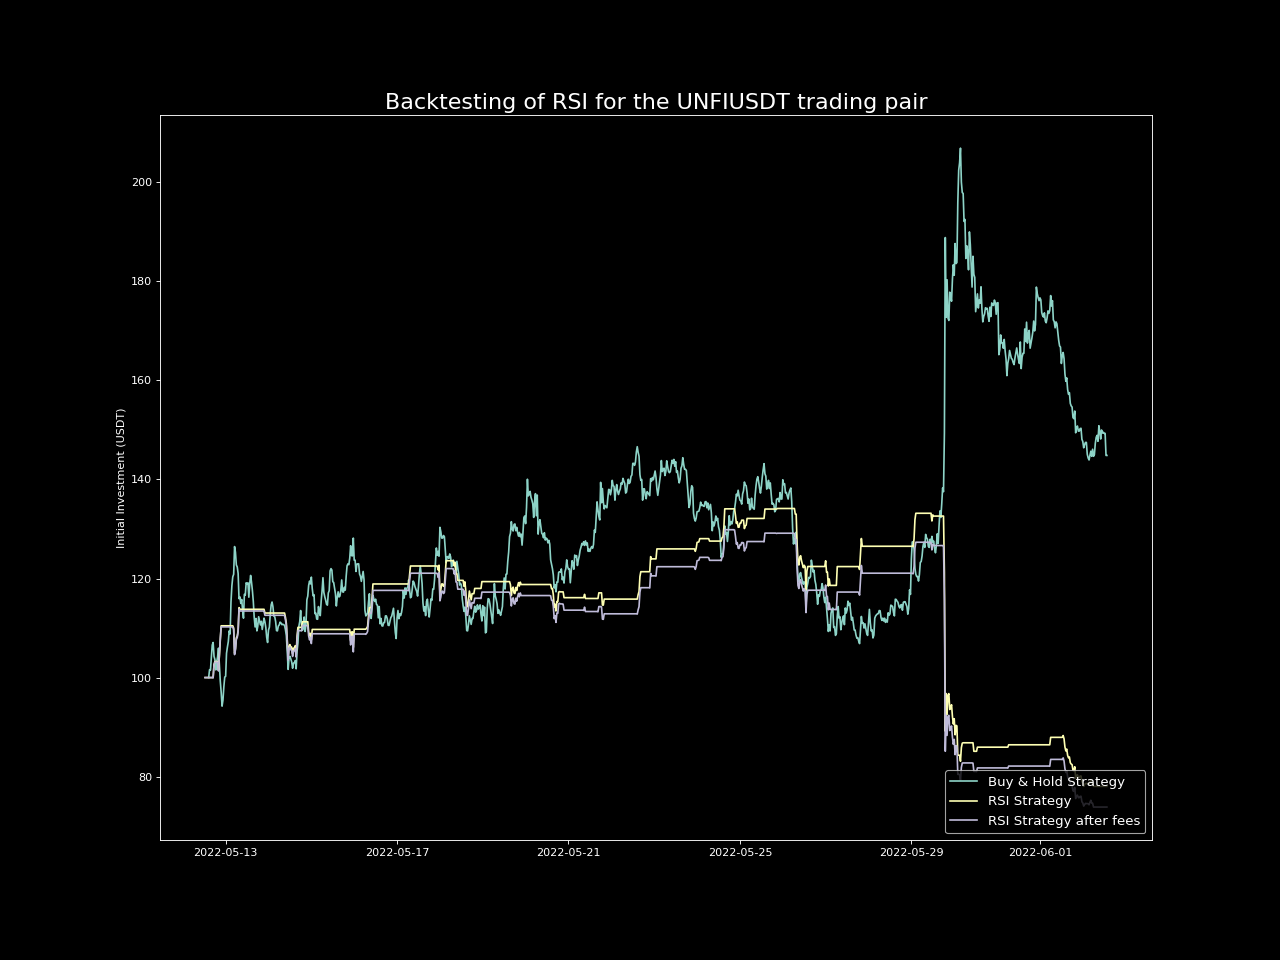 Backtesting of RSI for the UNFIUSDT trading pair
Initial Investment (USDT)
200
180
160
140
120
100
80
2022-05-13 2022-05-17 2022-05-21 2022-05-25 2022-05-29 2022-06-01
Buy & Hold Strategy
RSI Strategy
RSI Strategy after fees